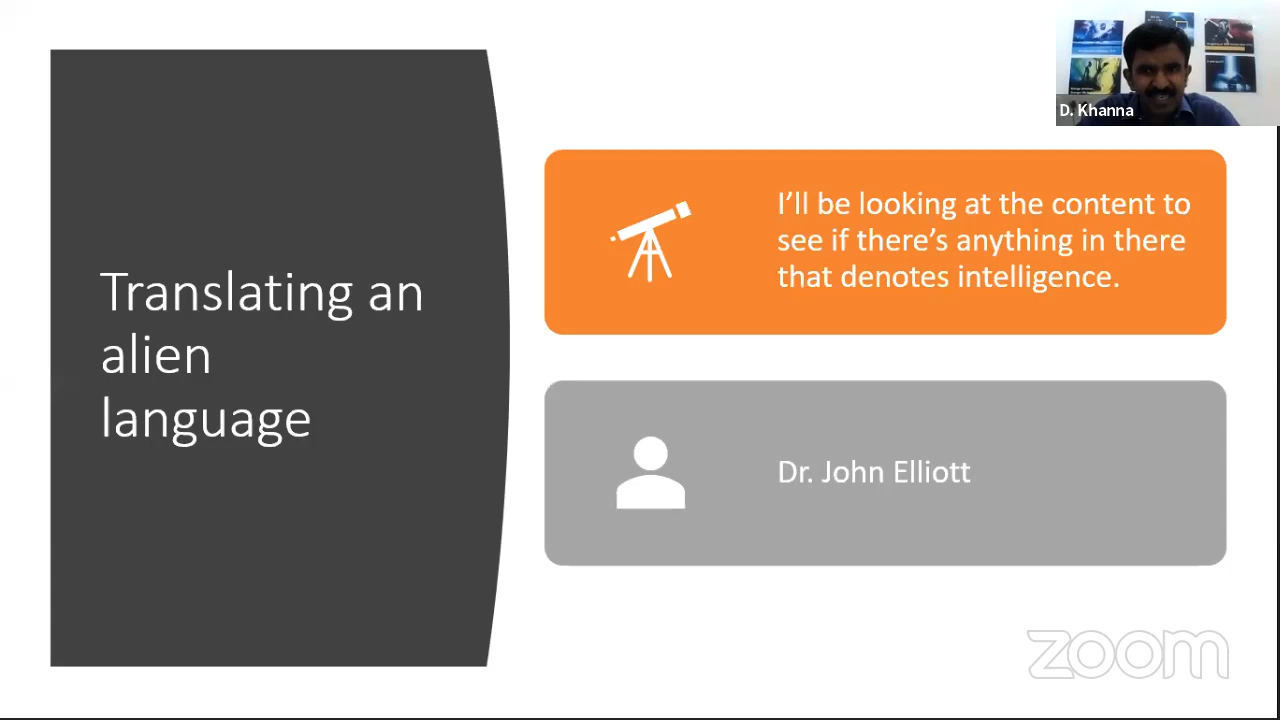 Translating an
alien
language
I'll be looking at the content to
see if there's anything in there
that denotes intelligence.
Dr. John Elliott
D. Khanna
zoom